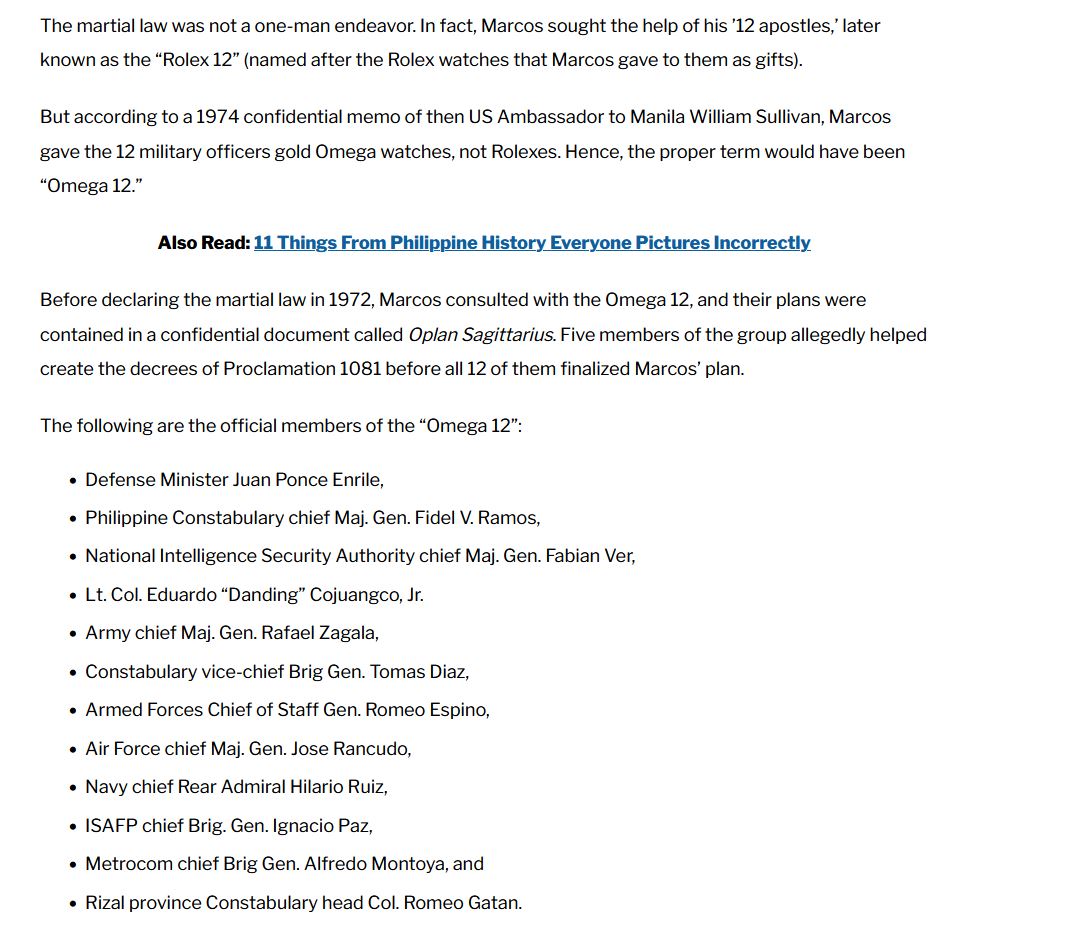 The martial law was not a one-man endeavor. In fact, Marcos sought the help of his ’12 apostles,’ later
known as the “Rolex 12” (named after the Rolex watches that Marcos gave to them as gifts).
But according to a 1974 confidential memo of then US Ambassador to Manila William Sullivan, Marcos
gave the 12 military officers gold Omega watches, not Rolexes. Hence, the proper term would have been
“Omega 12.”
Also Read: 11 Things From Philippine History Everyone Pictures Incorrectly
Before declaring the martial law in 1972, Marcos consulted with the Omega 12, and their plans were
contained in a confidential document called Oplan Sagittarius. Five members of the group allegedly helped
create the decrees of Proclamation 1081 before all 12 of them finalized Marcos’ plan.
The following are the official members of the “Omega 12”:
• Defense Minister Juan Ponce Enrile,
• Philippine Constabulary chief Maj. Gen. Fidel V. Ramos,
• National Intelligence Security Authority chief Maj. Gen. Fabian Ver,
• Lt. Col. Eduardo “Danding” Cojuangco, Jr.
• Army chief Maj. Gen. Rafael Zagala,
• Constabulary vice-chief Brig Gen. Tomas Diaz,
• Armed Forces Chief of Staff Gen. Romeo Espino,
• Air Force chief Maj. Gen. Jose Rancudo,
• Navy chief Rear Admiral Hilario Ruiz,
• ISAFP chief Brig. Gen. Ignacio Paz,
• Metrocom chief Brig Gen. Alfredo Montoya, and
• Rizal province Constabulary head Col. Romeo Gatan.